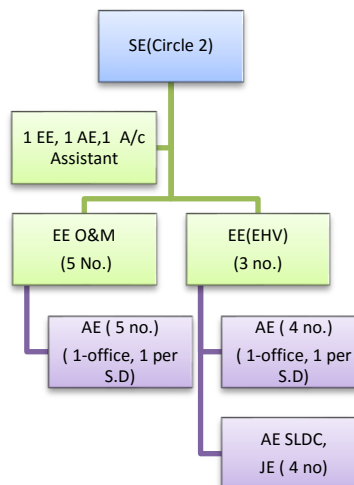 SE(Circle 2)
1 EE, 1 AE,1 A/c
Assistant
EE O&M
(5 No.)
EE(EHV)
(3 no.)
AE ( 5 no.)
( 1-office, 1 per
S.D)
AE ( 4 no.)
( 1-office, 1 per
S.D)
AE SLDC,
JE ( 4 no)